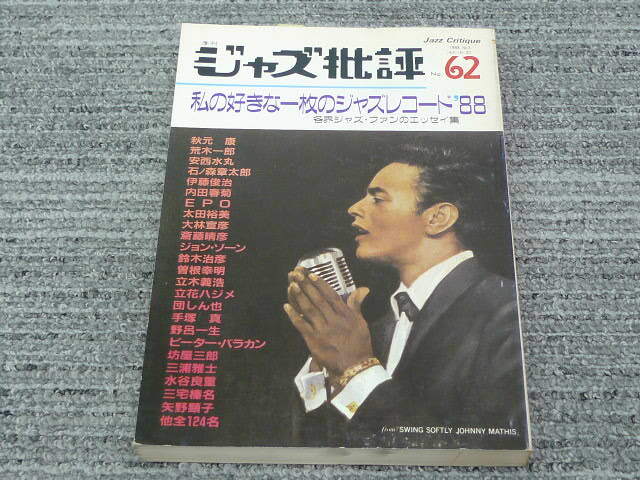 季刊
ジャズ批評
Jazz Critique
No. 62
私の好きな一枚のジャズレコード '88
各界ジャズ・ファンのエッセイ集
秋元　康
荒木一郎
安西水丸
石ノ森章太郎
伊藤俊治
内田春菊
ＥＰＯ
太田裕美
大林宣彦
斎藤晴彦
ジョン・ゾーン
鈴木治彦
曽根幸明
立木義浩
立花ハジメ
団しん也
手塚　真
野呂一生
ピーター・バラカン
坊屋三郎
三浦雅士
水谷良重
三宅榛名
矢野顕子
他全124名
from "SWING SOFTLY JOHNNY MATHIS"